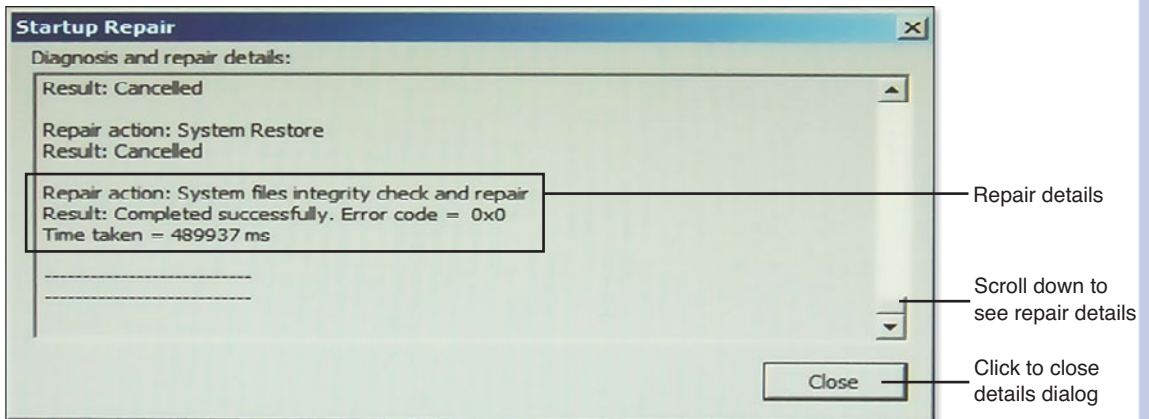 Startup Repair
Diagnosis and repair details:
Result: Cancelled
Repair action: System Restore
Result: Cancelled
Repair action: System files integrity check and repair
Result: Completed successfully. Error code = 0x0
Time taken = 489937 ms
---------------------------
---------------------------
Repair details
Scroll down to
see repair details
Close
Click to close
details dialog